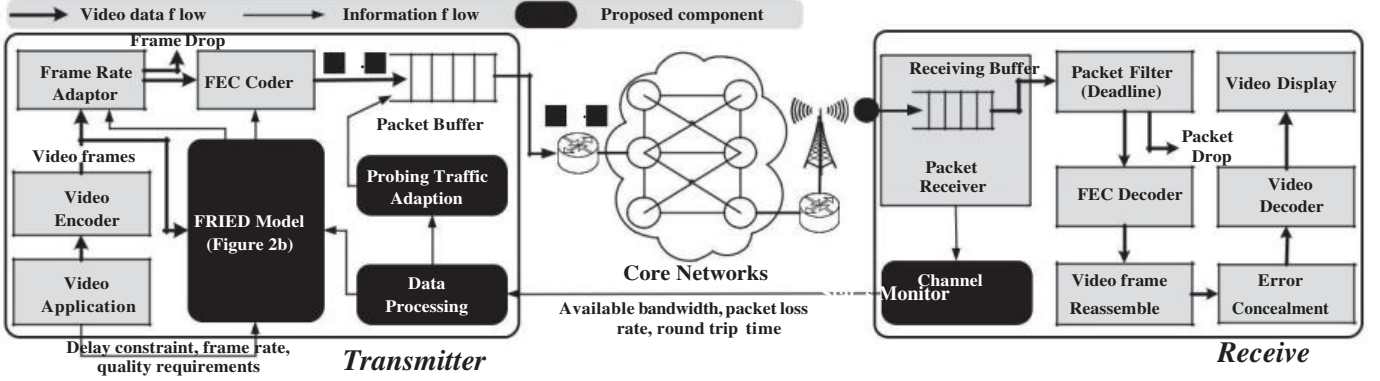 Video data f low
Information f low
Proposed component
Frame Drop
Frame Rate
Adaptor
FEC Coder
Packet Buffer
Video frames
Video
Encoder
Probing Traffic
Adaption
FRIED Model
(Figure 2b)
Video
Application
Data
Processing
Delay constraint, frame rate,
quality requirements
Transmitter
Core Networks
Available bandwidth, packet loss
rate, round trip time
Receiving Buffer
Packet
Receiver
Channel
Monitor
Packet Filter
(Deadline)
Packet
Drop
FEC Decoder
Video frame
Reassemble
Video Display
Video
Decoder
Error
Concealment
Receive